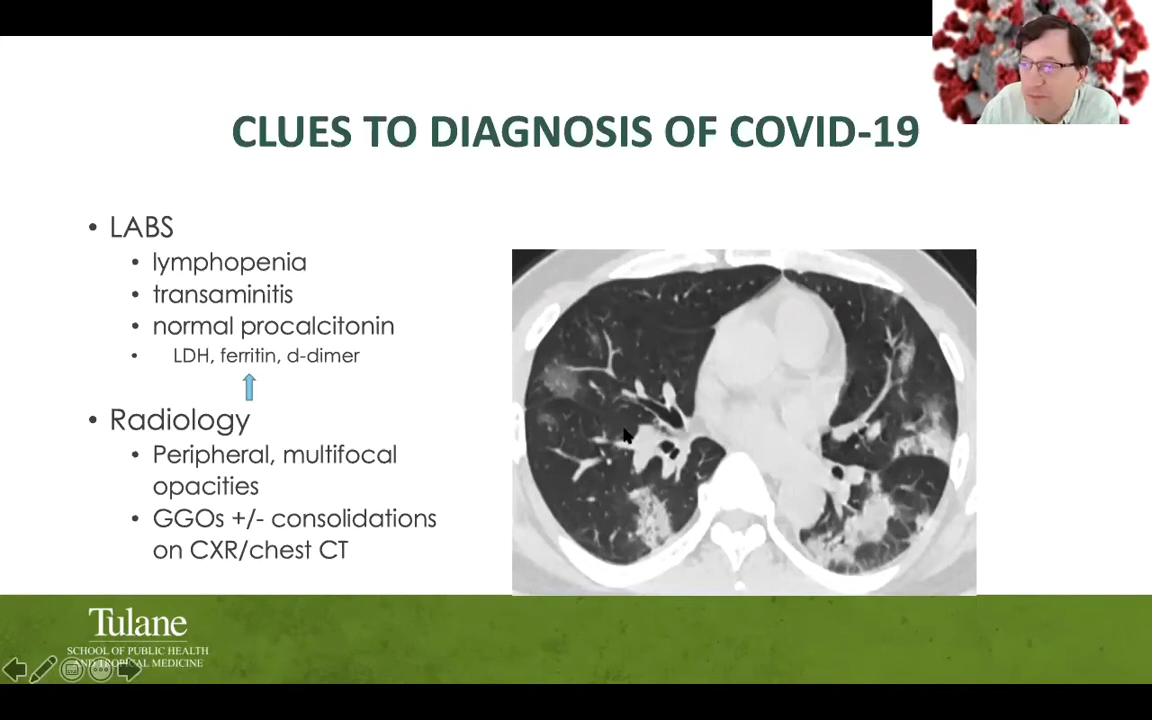 CLUES TO DIAGNOSIS OF COVID-19
• LABS
• lymphopenia
• transaminitis
• normal procalcitonin
• LDH, ferritin, d-dimer
• Radiology
• Peripheral, multifocal
opacities
• GGOs +/- consolidations
on CXR/chest CT
Tulane
SCHOOL OF PUBLIC HEALTH
AND TROPICAL MEDICINE